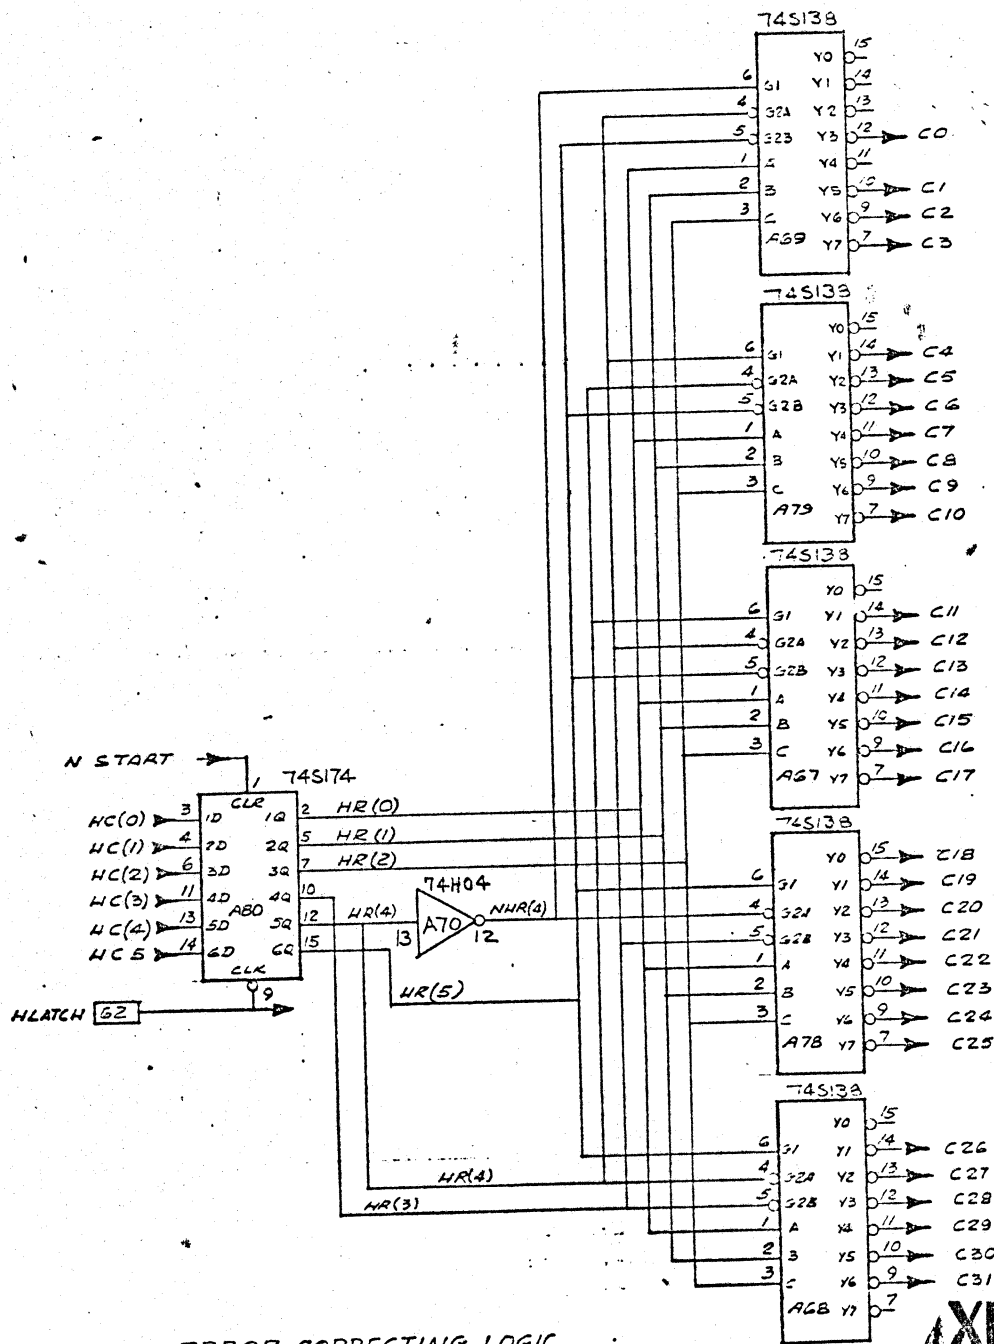 74S138
Y0 15
6 G1 Y1 14
4 G2A Y2 13
5 G2B Y3 12 C0
1 A Y4 11
2 B Y5 10 C1
3 C Y6 9 C2
A69 Y7 7 C3
74S138
Y0 15
6 G1 Y1 14 C4
4 G2A Y2 13 C5
5 G2B Y3 12 C6
1 A Y4 11 C7
2 B Y5 10 C8
3 C Y6 9 C9
A79 Y7 7 C10
74S138
Y0 15
6 G1 Y1 14 C11
4 G2A Y2 13 C12
5 G2B Y3 12 C13
1 A Y4 11 C14
2 B Y5 10 C15
3 C Y6 9 C16
A67 Y7 7 C17
N START
1
74S174
CLR
HC(0) 3 1D 1Q 2 HR(0)
HC(1) 4 2D 2Q 5 HR(1)
HC(2) 6 3D 3Q 7 HR(2)
HC(3) 11 4D 4Q 10
HC(4) 13 5D 5Q 12 HR(4)
HC5 14 6D 6Q 15
A80
CLK
9
HLATCH 62
74H04
13 A70 12 NHR(4)
HR(5)
HR(4)
HR(3)
74S138
Y0 15 C18
6 G1 Y1 14 C19
4 G2A Y2 13 C20
5 G2B Y3 12 C21
1 A Y4 11 C22
2 B Y5 10 C23
3 C Y6 9 C24
A78 Y7 7 C25
74S138
Y0 15
6 G1 Y1 14 C26
4 G2A Y2 13 C27
5 G2B Y3 12 C28
1 A Y4 11 C29
2 B Y5 10 C30
3 C Y6 9 C31
A68 Y7 7
ERROR CORRECTING LOGIC